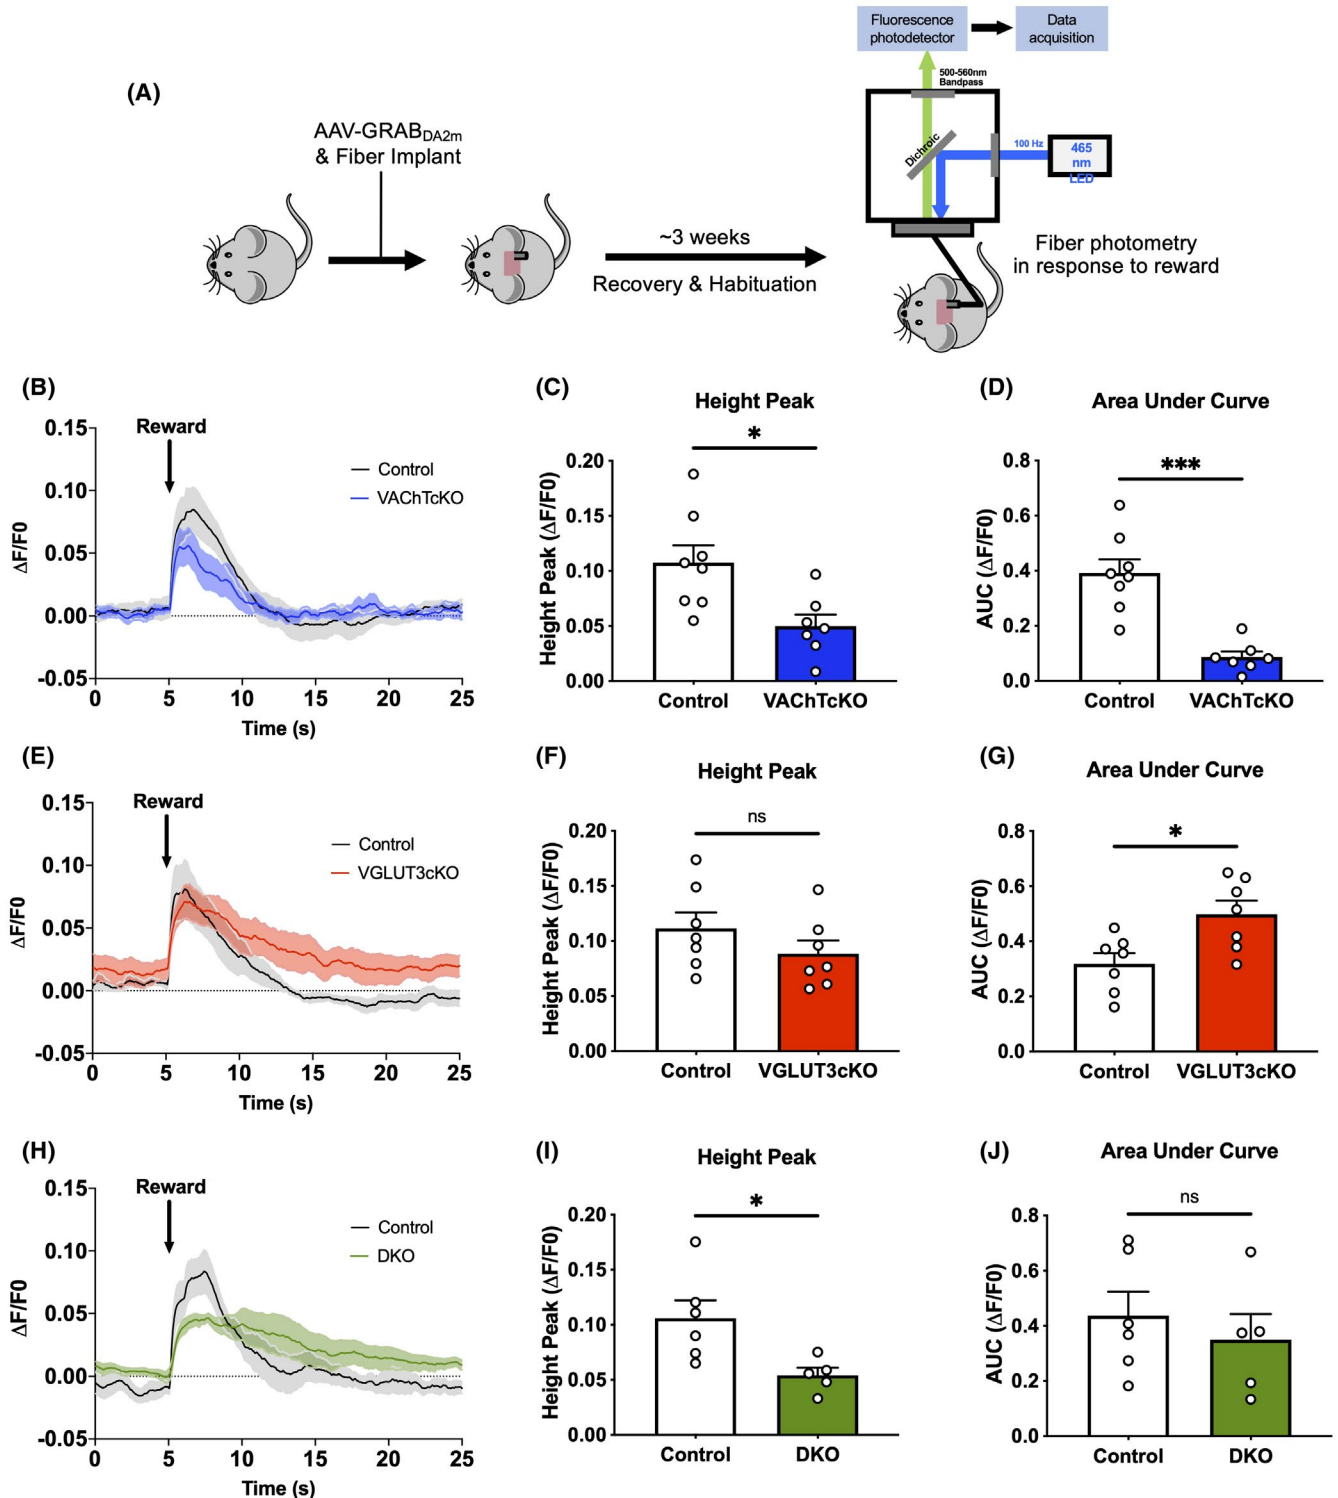 (A)
AAV-GRABDA2m
& Fiber Implant
~3 weeks
Recovery & Habituation
Fluorescence
photodetector
Data
acquisition
500-560nm
Bandpass
Dichroic
100 Hz
465
nm
LED
Fiber photometry
in response to reward
(B)
Reward
Control
VAChTcKO
0.15
0.10
0.05
0.00
-0.05
ΔF/F0
0 5 10 15 20 25
Time (s)
(C)
Height Peak
*
0.20
0.15
0.10
0.05
0.00
Height Peak (ΔF/F0)
Control VAChTcKO
(D)
Area Under Curve
***
0.8
0.6
0.4
0.2
0.0
AUC (ΔF/F0)
Control VAChTcKO
(E)
Reward
Control
VGLUT3cKO
0.15
0.10
0.05
0.00
-0.05
ΔF/F0
0 5 10 15 20 25
Time (s)
(F)
Height Peak
ns
0.20
0.15
0.10
0.05
0.00
Height Peak (ΔF/F0)
Control VGLUT3cKO
(G)
Area Under Curve
*
0.8
0.6
0.4
0.2
0.0
AUC (ΔF/F0)
Control VGLUT3cKO
(H)
Reward
Control
DKO
0.15
0.10
0.05
0.00
-0.05
ΔF/F0
0 5 10 15 20 25
Time (s)
(I)
Height Peak
*
0.20
0.15
0.10
0.05
0.00
Height Peak (ΔF/F0)
Control DKO
(J)
Area Under Curve
ns
0.8
0.6
0.4
0.2
0.0
AUC (ΔF/F0)
Control DKO